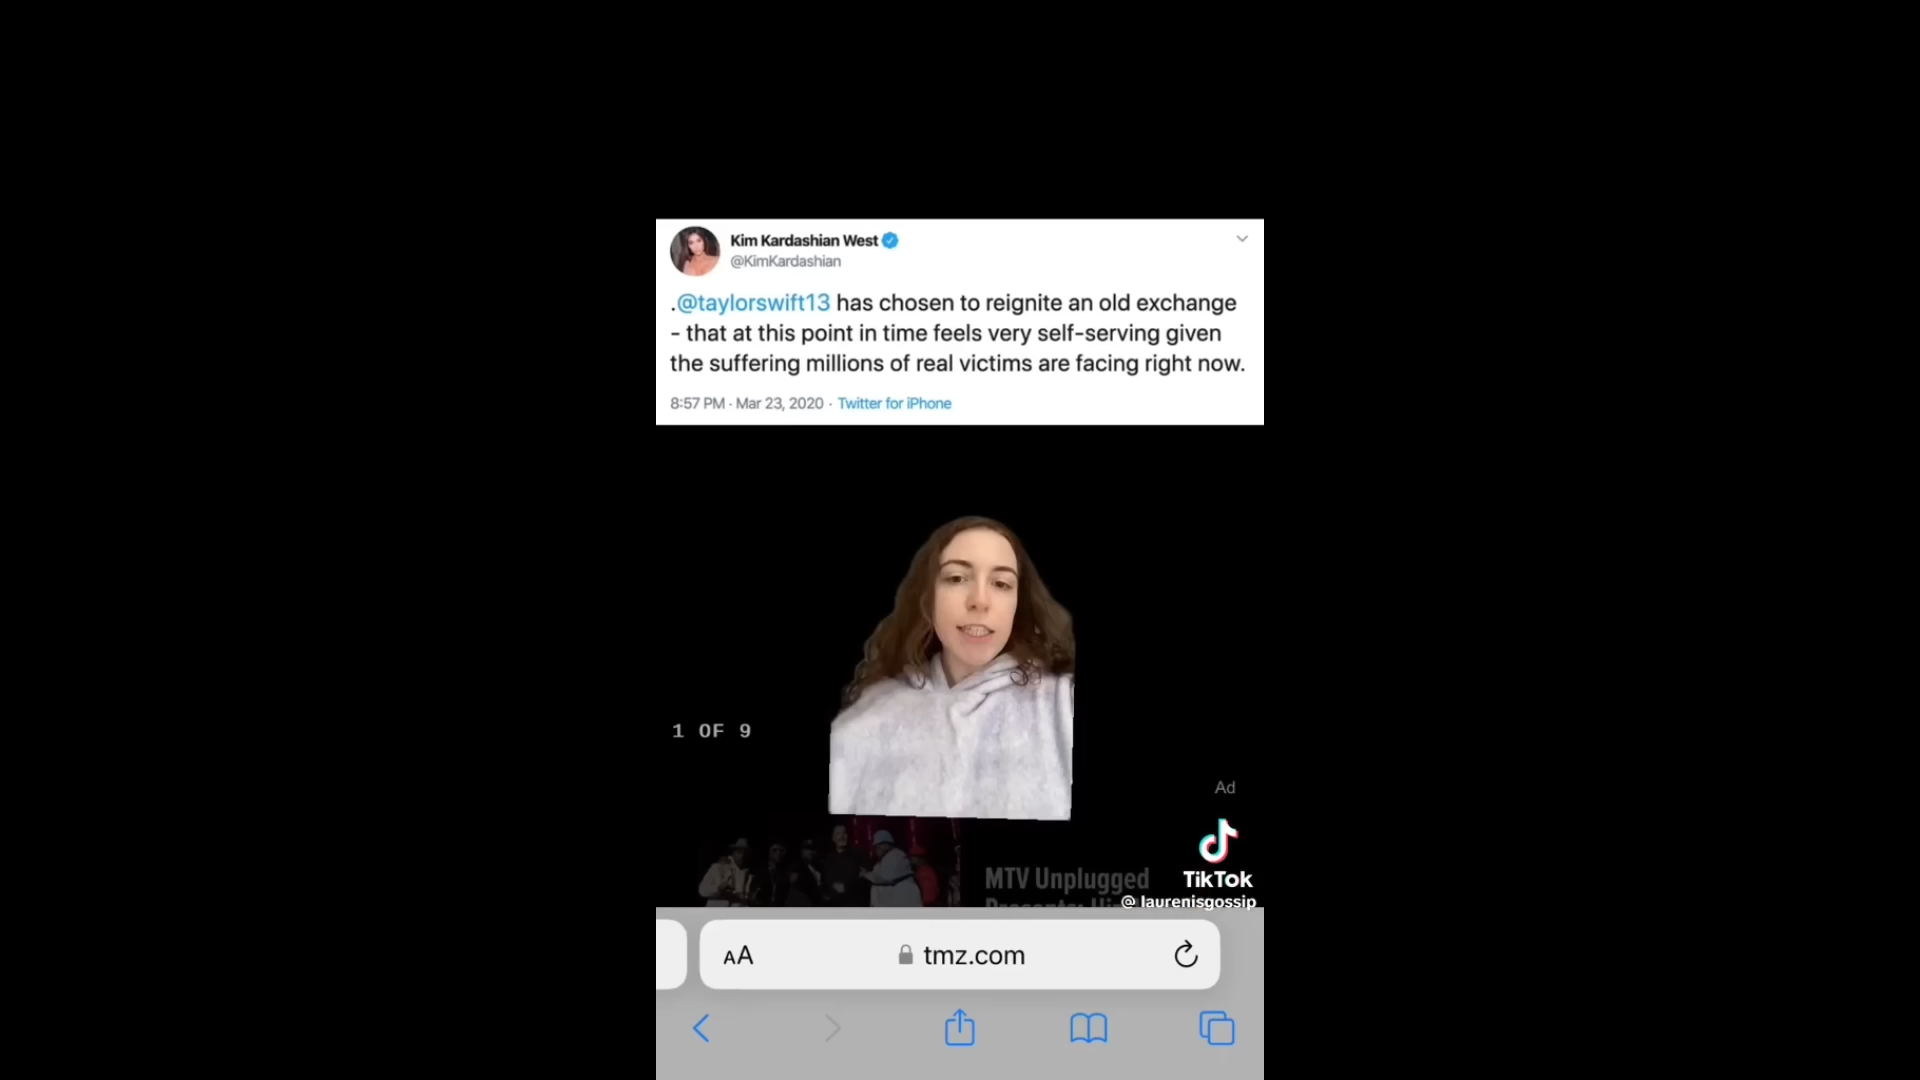 Kim Kardashian West
@KimKardashian
.@taylorswift13 has chosen to reignite an old exchange
- that at this point in time feels very self-serving given
the suffering millions of real victims are facing right now.
8:57 PM · Mar 23, 2020 · Twitter for iPhone
1 OF 9
Ad
TikTok
MTV Unplugged
@ laurenisgossip
AA
tmz.com